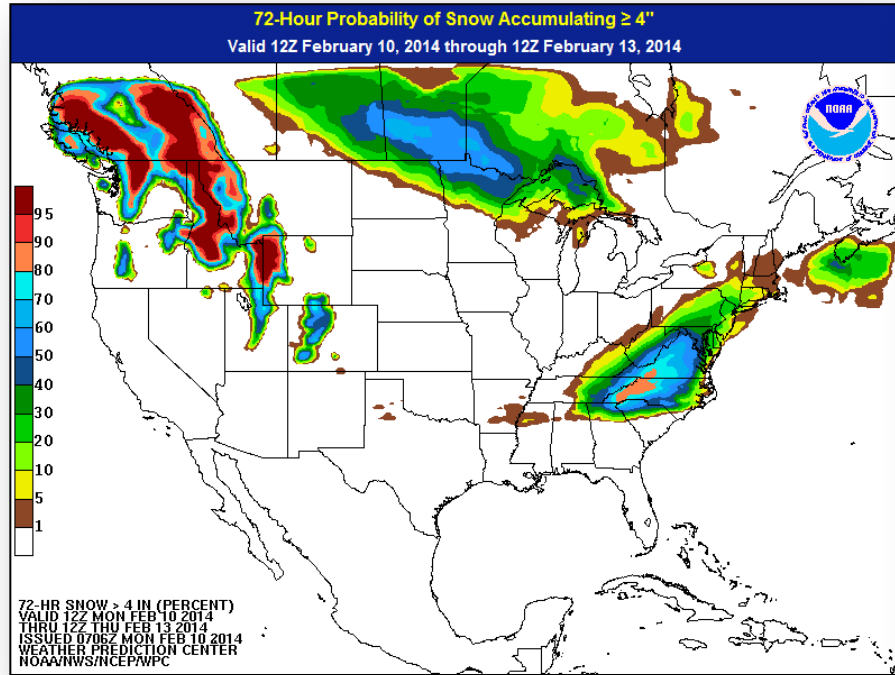 72-Hour Probability of Snow Accumulating ≥ 4"
Valid 12Z February 10, 2014 through 12Z February 13, 2014
NOAA
95
90
80
70
60
50
40
30
20
10
5
1
72-HR SNOW > 4 IN (PERCENT)
VALID 12Z MON FEB 10 2014
THRU 12Z THU FEB 13 2014
ISSUED 0706Z MON FEB 10 2014
WEATHER PREDICTION CENTER
NOAA/NWS/NCEP/WPC